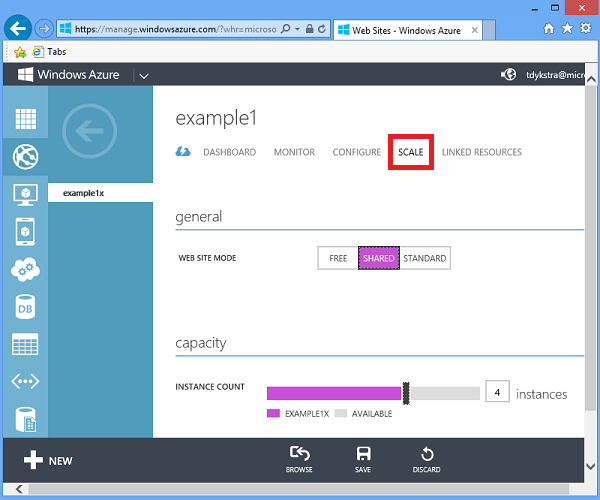 https://manage.windowsazure.com/?whr=microso
Web Sites - Windows Azure
Tabs
Windows Azure
tdykstra@micro
example1
DASHBOARD MONITOR CONFIGURE SCALE LINKED RESOURCES
example1x
general
WEB SITE MODE FREE SHARED STANDARD
capacity
INSTANCE COUNT 4 instances
EXAMPLE1X AVAILABLE
DB
NEW BROWSE SAVE DISCARD